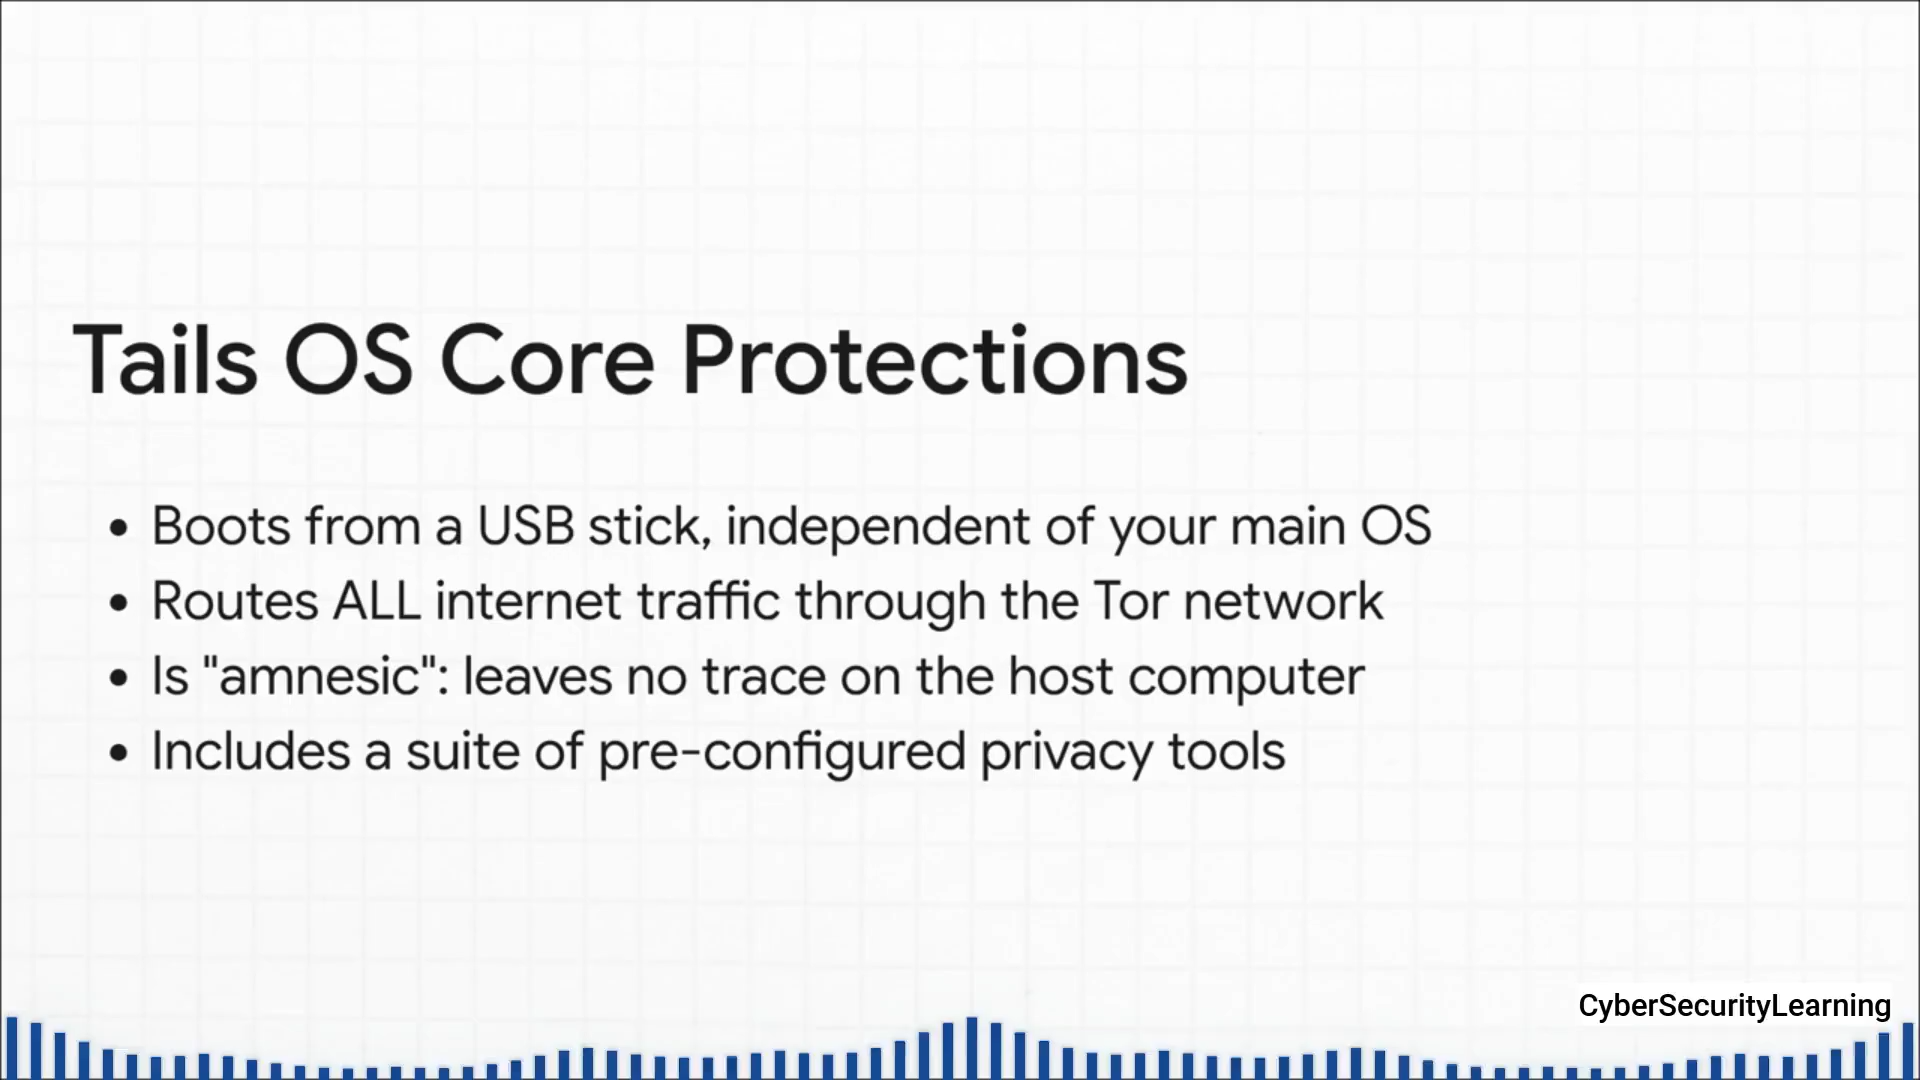 Tails OS Core Protections
• Boots from a USB stick, independent of your main OS
• Routes ALL internet traffic through the Tor network
• Is "amnesic": leaves no trace on the host computer
• Includes a suite of pre-configured privacy tools
CyberSecurityLearning